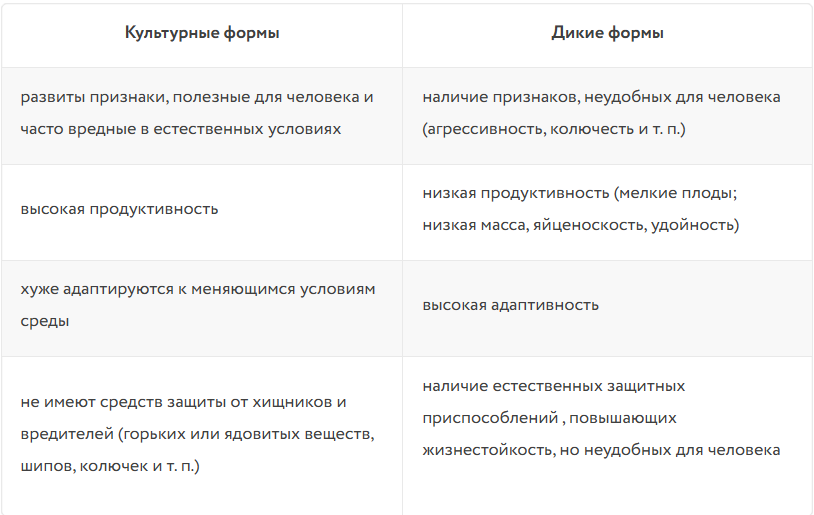 Культурные формы
Дикие формы
развиты признаки, полезные для человека и
часто вредные в естественных условиях
наличие признаков, неудобных для человека
(агрессивность, колючесть и т. п.)
высокая продуктивность
низкая продуктивность (мелкие плоды;
низкая масса, яйценоскость, удойность)
хуже адаптируются к меняющимся условиям
среды
высокая адаптивность
не имеют средств защиты от хищников и
вредителей (горьких или ядовитых веществ,
шипов, колючек и т. п.)
наличие естественных защитных
приспособлений , повышающих
жизнестойкость, но неудобных для человека